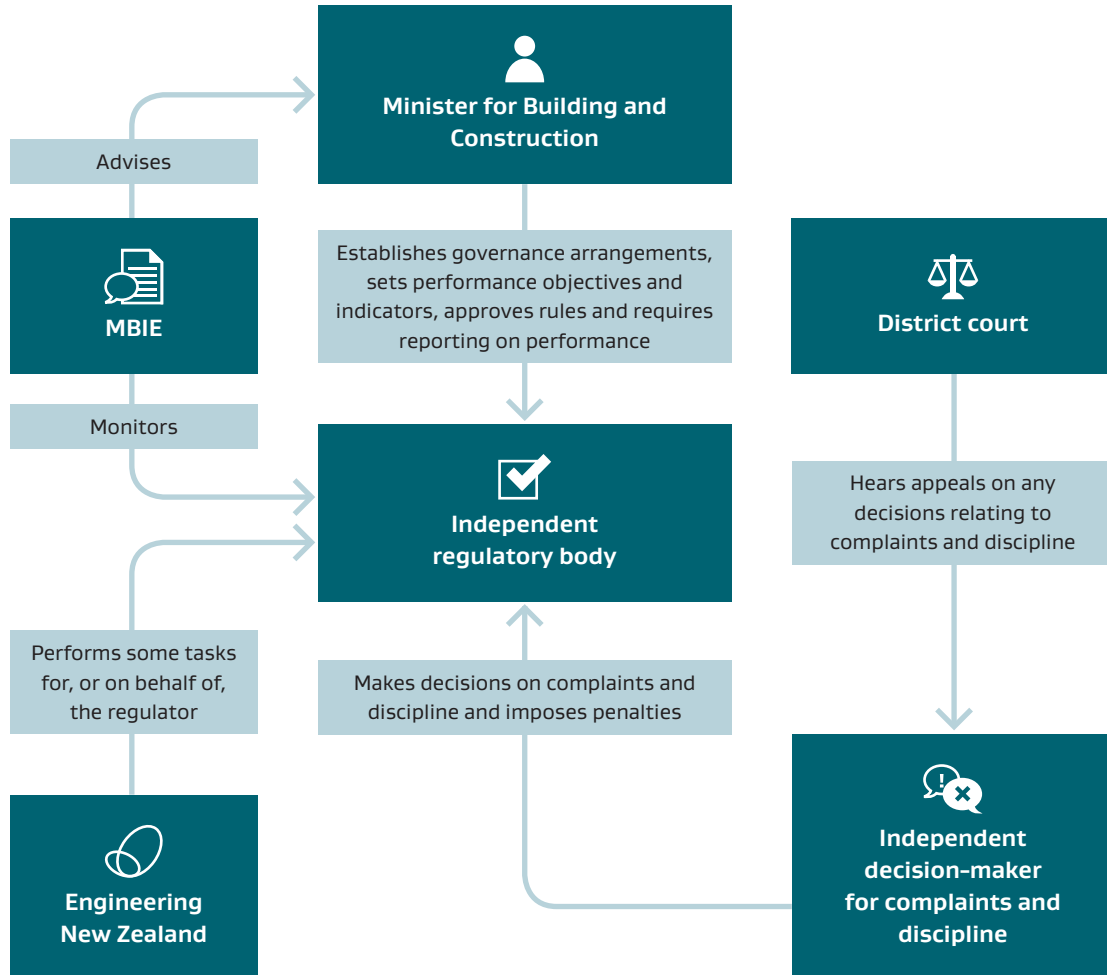 Minister for Building and
Construction
Advises
MBIE
Establishes governance arrangements,
sets performance objectives and
indicators, approves rules and requires
reporting on performance
District court
Monitors
Independent
regulatory body
Hears appeals on any
decisions relating to
complaints and discipline
Performs some tasks
for, or on behalf of,
the regulator
Makes decisions on complaints and
discipline and imposes penalties
Engineering
New Zealand
!
Independent
decision-maker
for complaints and
discipline